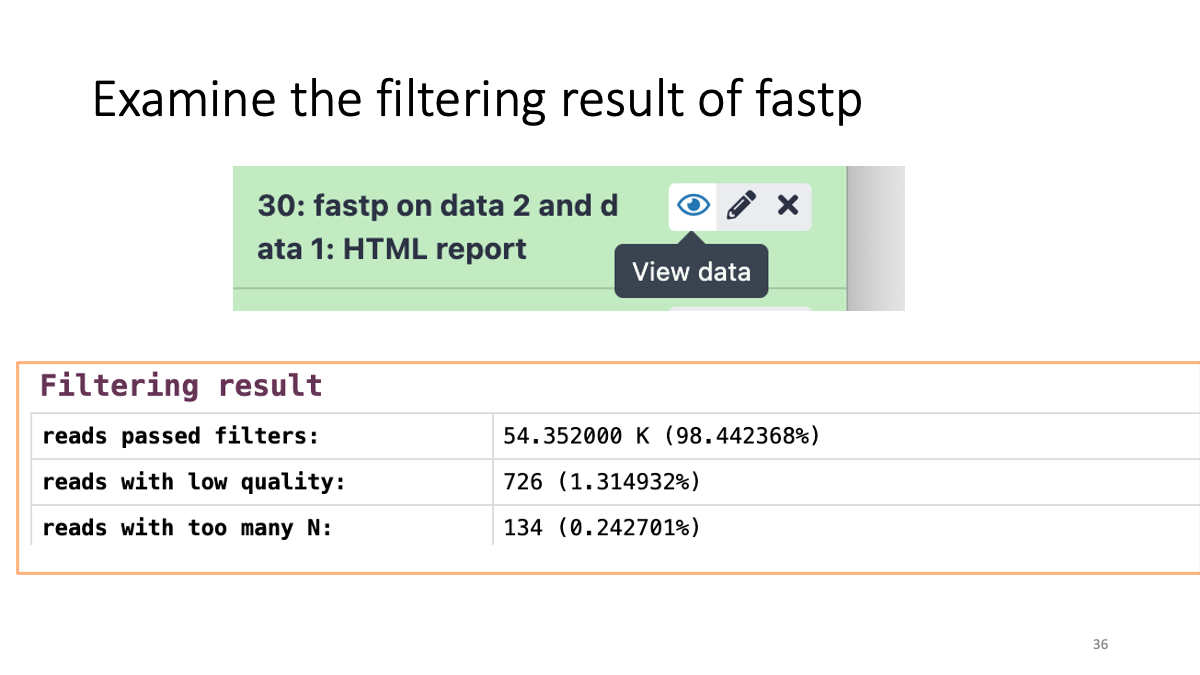 Examine the filtering result of fastp
30: fastp on data 2 and d
ata 1: HTML report
View data
Filtering result
reads passed filters: 54.352000 K (98.442368%)
reads with low quality: 726 (1.314932%)
reads with too many N: 134 (0.242701%)
36